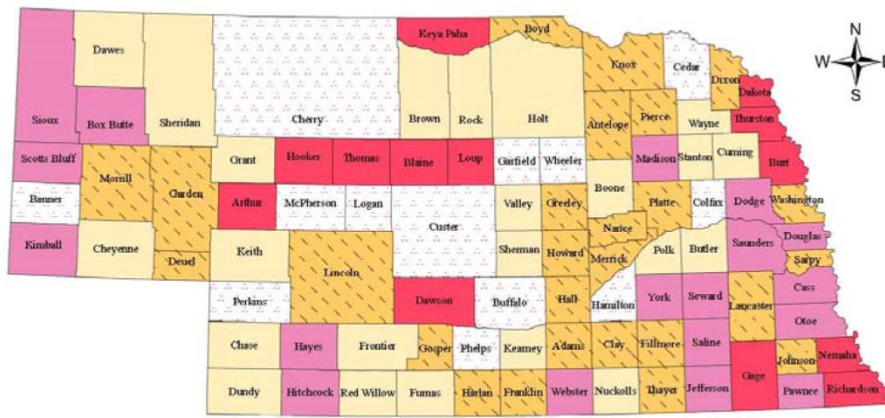 Keya Paha
Boyd
N
W E
S
Dawes
Knox
Cedar
Dixon
Dakota
Sioux
Box Butte
Sheridan
Cherry
Brown
Rock
Holt
Antelope
Pierce
Wayne
Thurston
Scotts Bluff
Morrill
Garden
Grant
Hooker
Thomas
Blaine
Loup
Garfield
Wheeler
Madison
Stanton
Cuming
Burt
Banner
Arthur
McPherson
Logan
Custer
Valley
Greeley
Boone
Platte
Colfax
Dodge
Washington
Kimball
Cheyenne
Deuel
Keith
Lincoln
Sherman
Howard
Nance
Merrick
Polk
Butler
Saunders
Douglas
Sarpy
Perkins
Dawson
Buffalo
Hall
Hamilton
York
Seward
Lancaster
Cass
Otoe
Chase
Hayes
Frontier
Gosper
Phelps
Kearney
Adams
Clay
Fillmore
Saline
Gage
Johnson
Nemaha
Dundy
Hitchcock
Red Willow
Furnas
Harlan
Franklin
Webster
Nuckolls
Thayer
Jefferson
Pawnee
Richardson